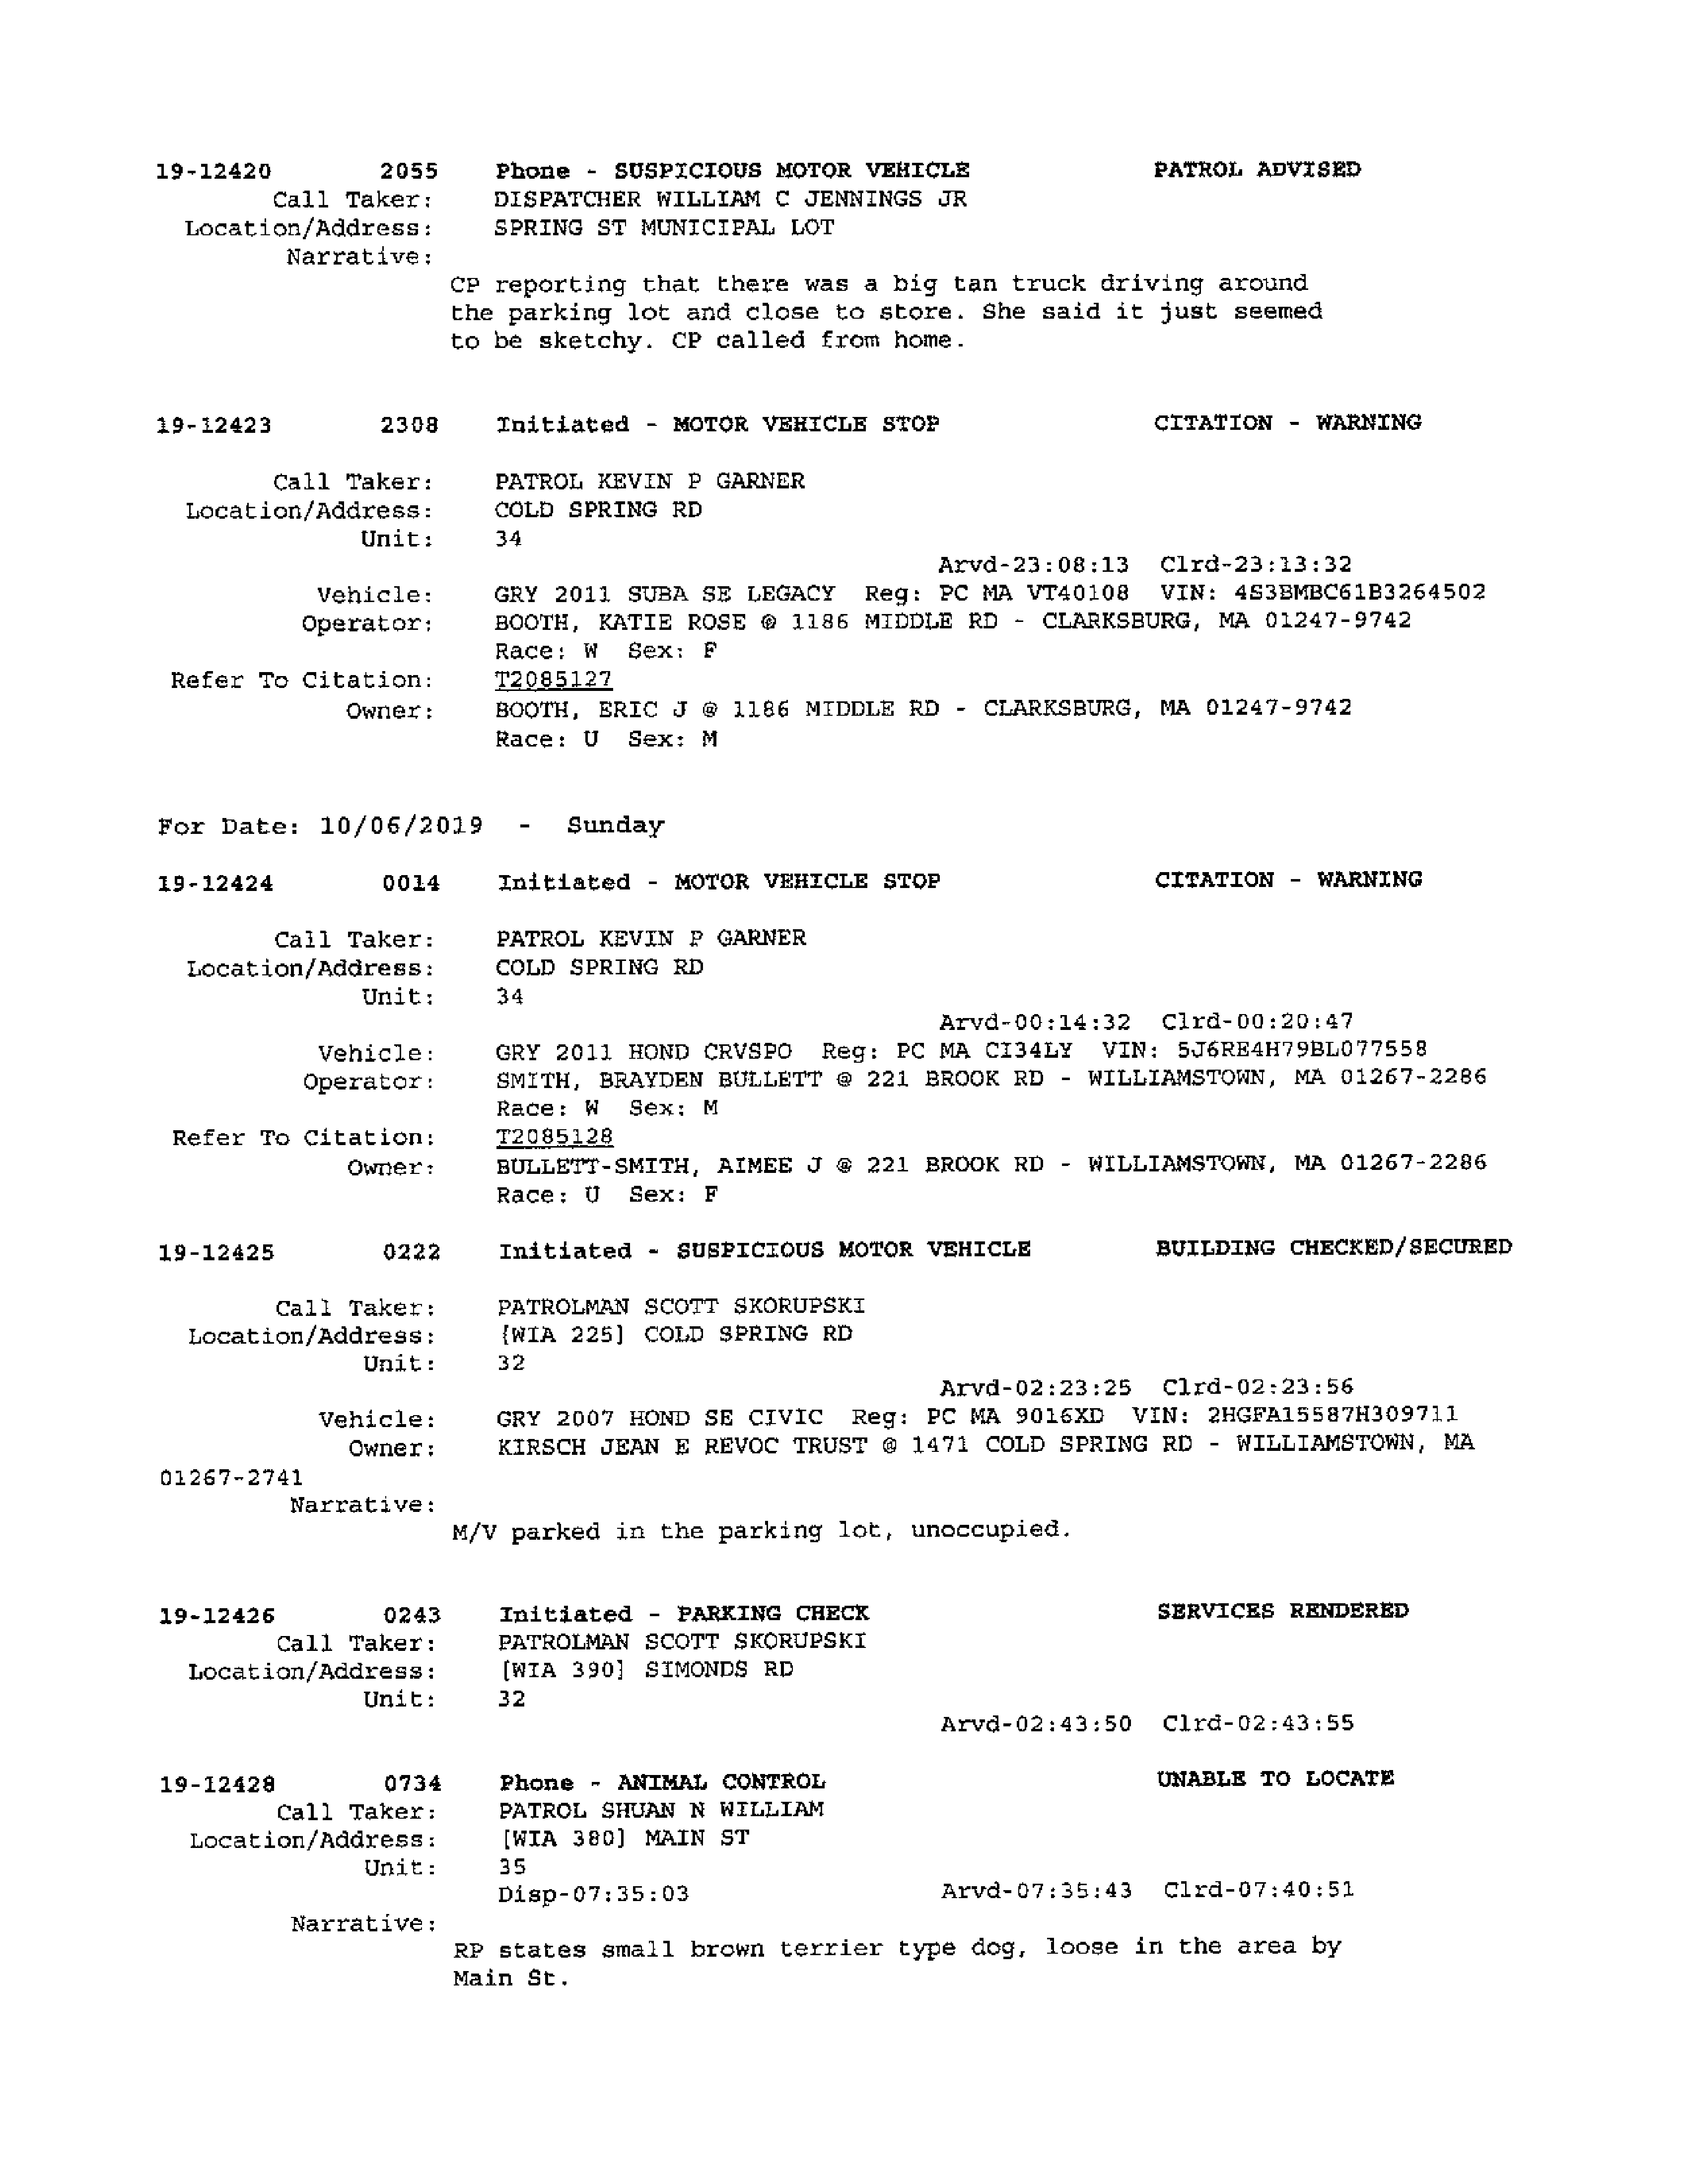 19-12420 2055 Phone - SUSPICIOUS MOTOR VEHICLE PATROL ADVISED
Call Taker: DISPATCHER WILLIAM C JENNINGS JR
Location/Address: SPRING ST MUNICIPAL LOT
Narrative:
CP reporting that there was a big tan truck driving around
the parking lot and close to store. She said it just seemed
to be sketchy. CP called from home.
19-12423 2308 Initiated - MOTOR VEHICLE STOP CITATION - WARNING
Call Taker: PATROL KEVIN P GARNER
Location/Address: COLD SPRING RD
Unit: 34
Arvd-23:08:13 Clrd-23:13:32
Vehicle: GRY 2011 SUBA SE LEGACY Reg: PC MA VT40108 VIN: 4S3BMBC61B3264502
Operator: BOOTH, KATIE ROSE @ 1186 MIDDLE RD - CLARKSBURG, MA 01247-9742
Race: W Sex: F
Refer To Citation: T2085127
Owner: BOOTH, ERIC J @ 1186 MIDDLE RD - CLARKSBURG, MA 01247-9742
Race: U Sex: M
For Date: 10/06/2019 - Sunday
19-12424 0014 Initiated - MOTOR VEHICLE STOP CITATION - WARNING
Call Taker: PATROL KEVIN P GARNER
Location/Address: COLD SPRING RD
Unit: 34
Arvd-00:14:32 Clrd-00:20:47
Vehicle: GRY 2011 HOND CRVSPO Reg: PC MA CI34LY VIN: 5J6RE4H79BL077558
Operator: SMITH, BRAYDEN BULLETT @ 221 BROOK RD - WILLIAMSTOWN, MA 01267-2286
Race: W Sex: M
Refer To Citation: T2085128
Owner: BULLETT-SMITH, AIMEE J @ 221 BROOK RD - WILLIAMSTOWN, MA 01267-2286
Race: U Sex: F
19-12425 0222 Initiated - SUSPICIOUS MOTOR VEHICLE BUILDING CHECKED/SECURED
Call Taker: PATROLMAN SCOTT SKORUPSKI
Location/Address: [WIA 225] COLD SPRING RD
Unit: 32
Arvd-02:23:25 Clrd-02:23:56
Vehicle: GRY 2007 HOND SE CIVIC Reg: PC MA 9016XD VIN: 2HGFA15587H309711
Owner: KIRSCH JEAN E REVOC TRUST @ 1471 COLD SPRING RD - WILLIAMSTOWN, MA
01267-2741
Narrative:
M/V parked in the parking lot, unoccupied.
19-12426 0243 Initiated - PARKING CHECK SERVICES RENDERED
Call Taker: PATROLMAN SCOTT SKORUPSKI
Location/Address: [WIA 390] SIMONDS RD
Unit: 32
Arvd-02:43:50 Clrd-02:43:55
19-12428 0734 Phone - ANIMAL CONTROL UNABLE TO LOCATE
Call Taker: PATROL SHUAN N WILLIAM
Location/Address: [WIA 380] MAIN ST
Unit: 35
Disp-07:35:03 Arvd-07:35:43 Clrd-07:40:51
Narrative:
RP states small brown terrier type dog, loose in the area by
Main St.